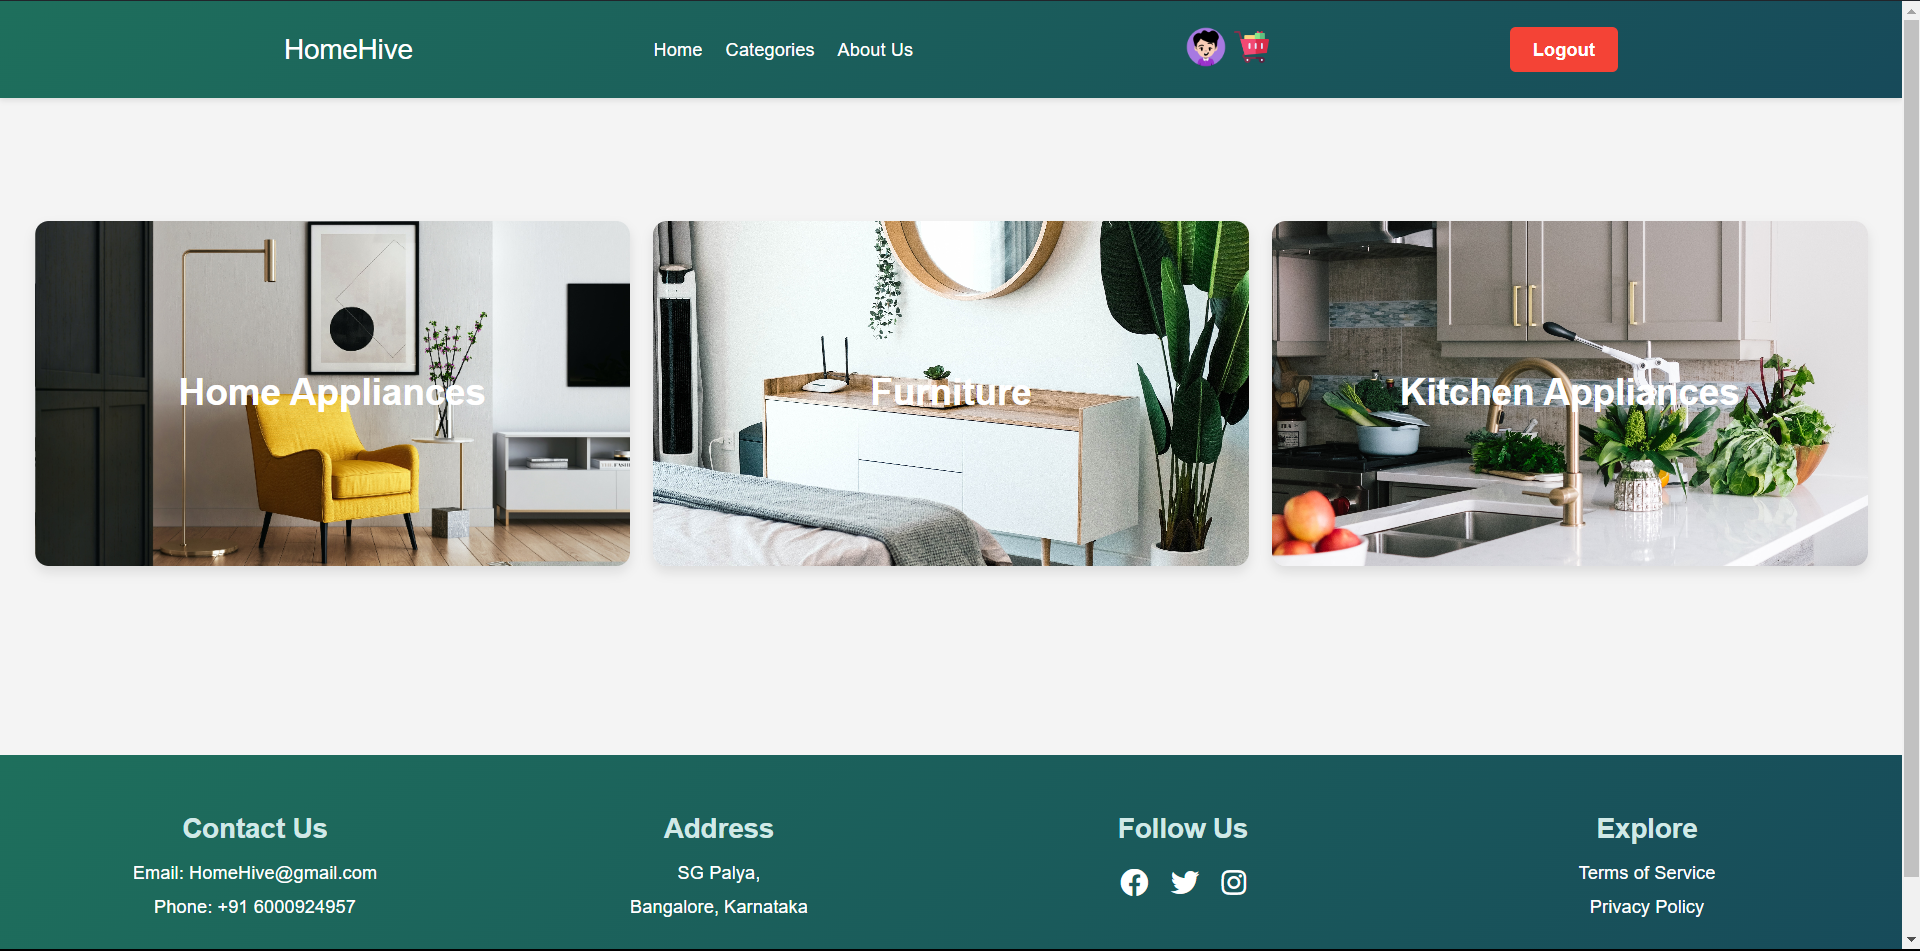 HomeHive
Home Categories About Us
Logout
Home Appliances
Furniture
Kitchen Appliances
Contact Us
Email: HomeHive@gmail.com
Phone: +91 6000924957
Address
SG Palya,
Bangalore, Karnataka
Follow Us
Explore
Terms of Service
Privacy Policy